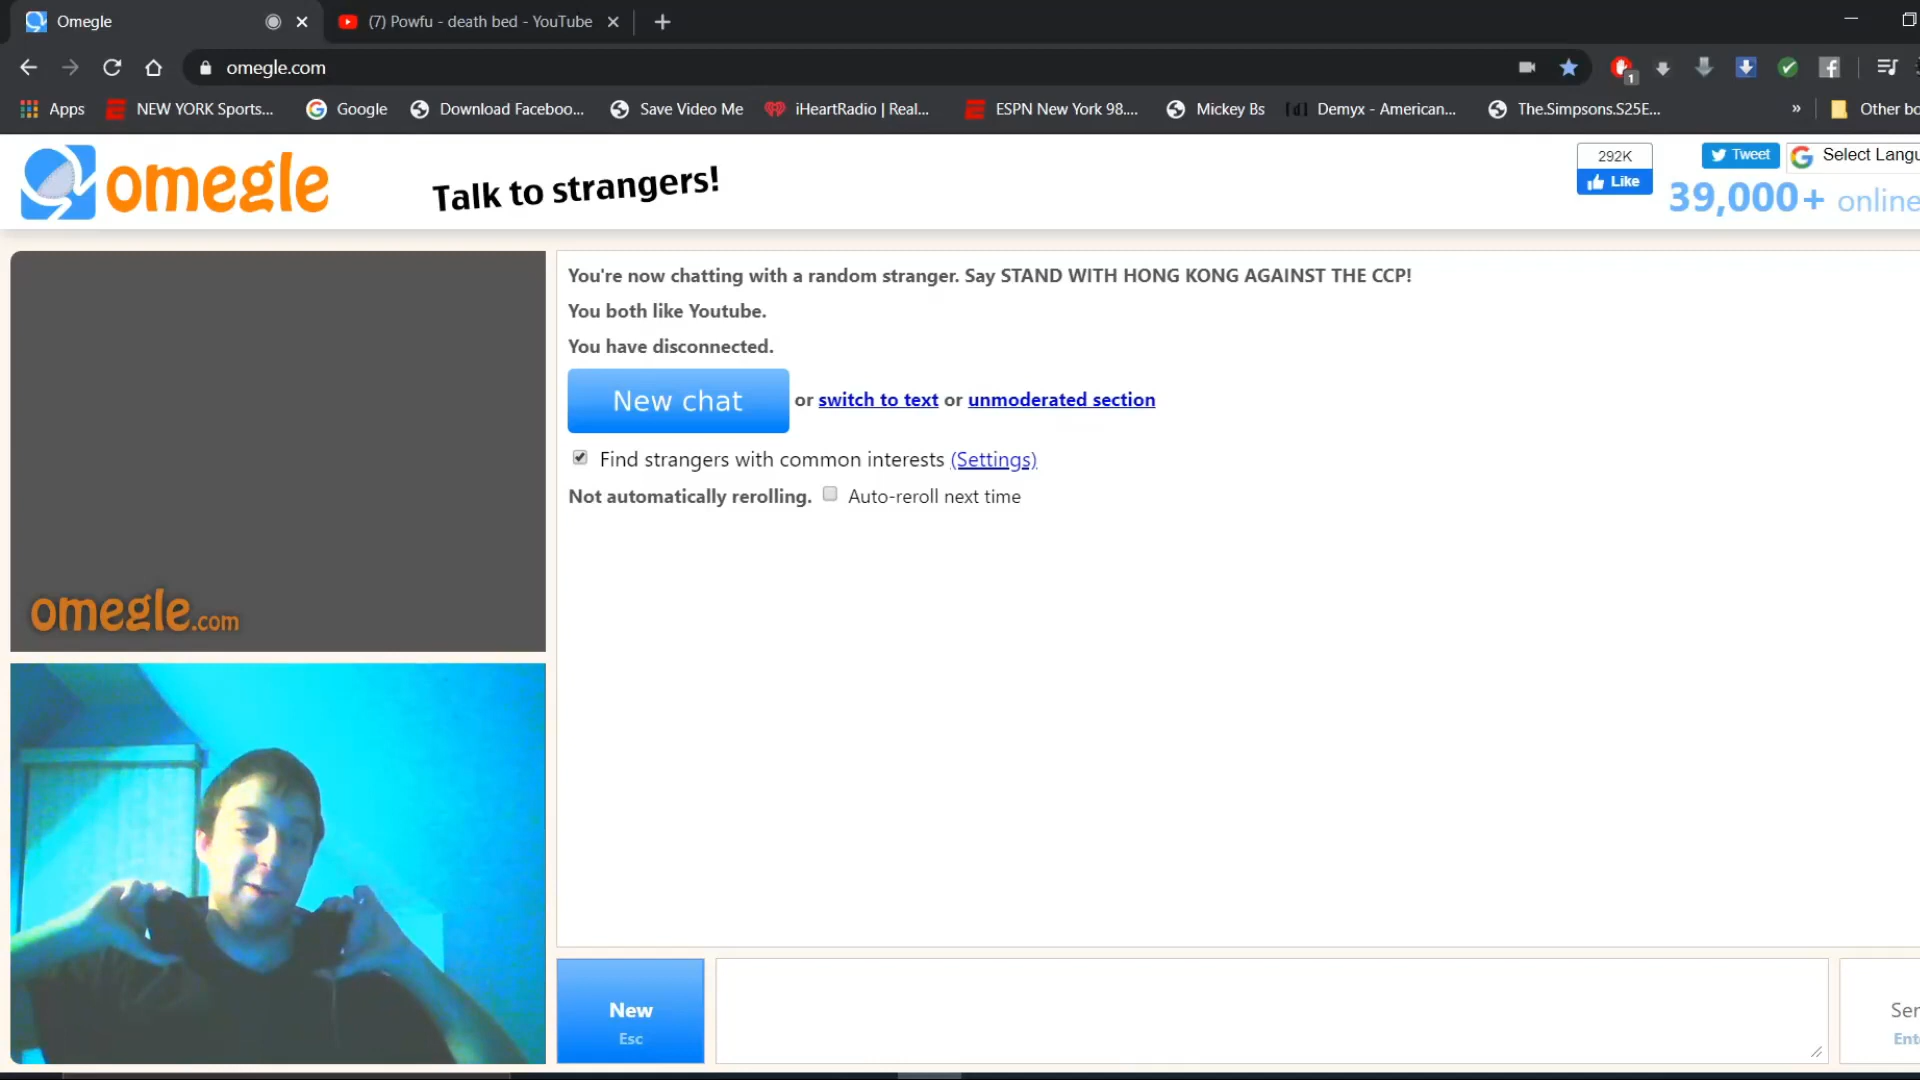 Omegle
(7) Powfu - death bed - YouTube
omegle.com
1
Apps
NEW YORK Sports...
Google
Download Faceboo...
Save Video Me
iHeartRadio | Real...
ESPN New York 98....
Mickey Bs
[d] Demyx - American...
The.Simpsons.S25E...
»
Other bo
omegle
Talk to strangers!
292K
Like
Tweet
Select Langu
39,000+ online
You're now chatting with a random stranger. Say STAND WITH HONG KONG AGAINST THE CCP!
You both like Youtube.
You have disconnected.
New chat or switch to text or unmoderated section
Find strangers with common interests (Settings)
Not automatically rerolling. Auto-reroll next time
omegle.com
New
Esc
Sen
Ente